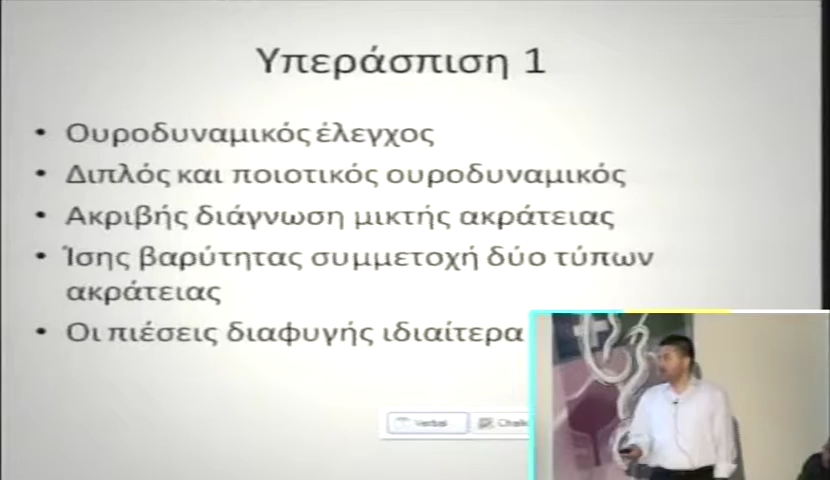 Υπεράσπιση 1
• Ουροδυναμικός έλεγχος
• Διπλός και ποιοτικός ουροδυναμικός
• Ακριβής διάγνωση μικτής ακράτειας
• Ίσης βαρύτητας συμμετοχή δύο τύπων
ακράτειας
• Οι πιέσεις διαφυγής ιδιαίτερα
Verbal